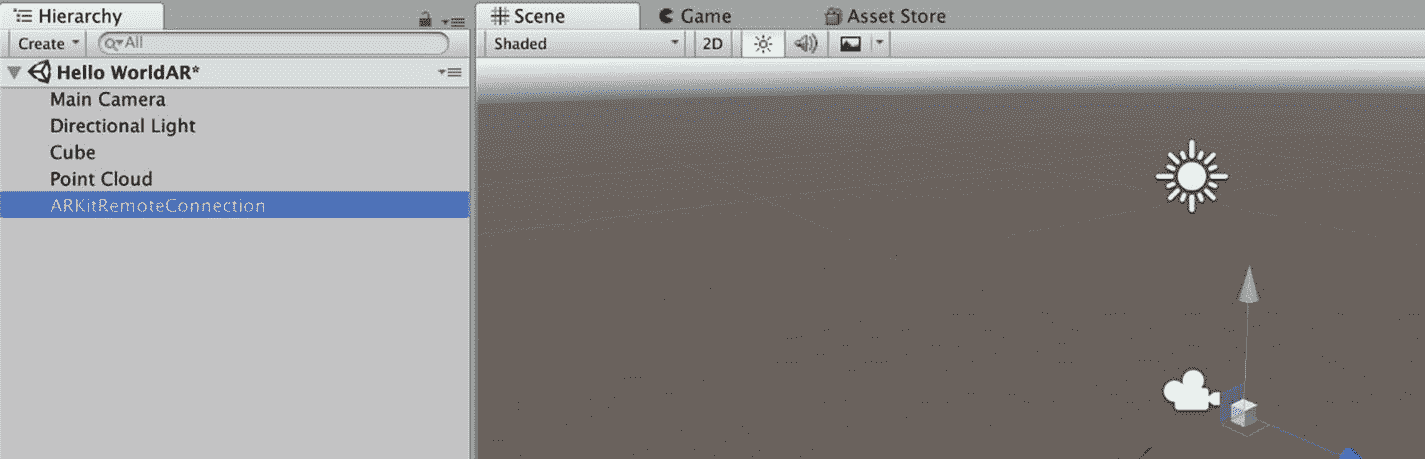 Hierarchy
Scene
Game
Asset Store
Create
All
Shaded
2D
Hello WorldAR*
Main Camera
Directional Light
Cube
Point Cloud
ARKitRemoteConnection